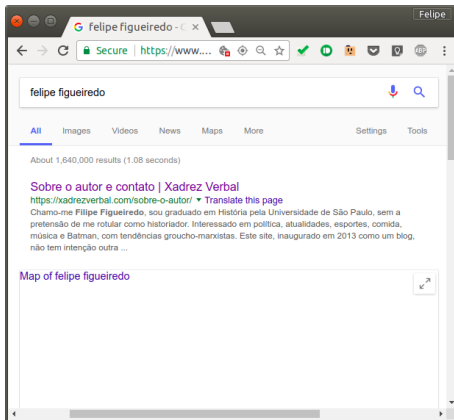 Felipe
felipe figueiredo - G
Secure https://www....
felipe figueiredo
All Images Videos News Maps More Settings Tools
About 1,640,000 results (1.08 seconds)
Sobre o autor e contato | Xadrez Verbal
https://xadrezverbal.com/sobre-o-autor/ ▾ Translate this page
Chamo-me Filipe Figueiredo, sou graduado em História pela Universidade de São Paulo, sem a
pretensão de me rotular como historiador. Interessado em política, atualidades, esportes, comida,
música e Batman, com tendências groucho-marxistas. Este site, inaugurado em 2013 como um blog,
não tem intenção outra ...
Map of felipe figueiredo